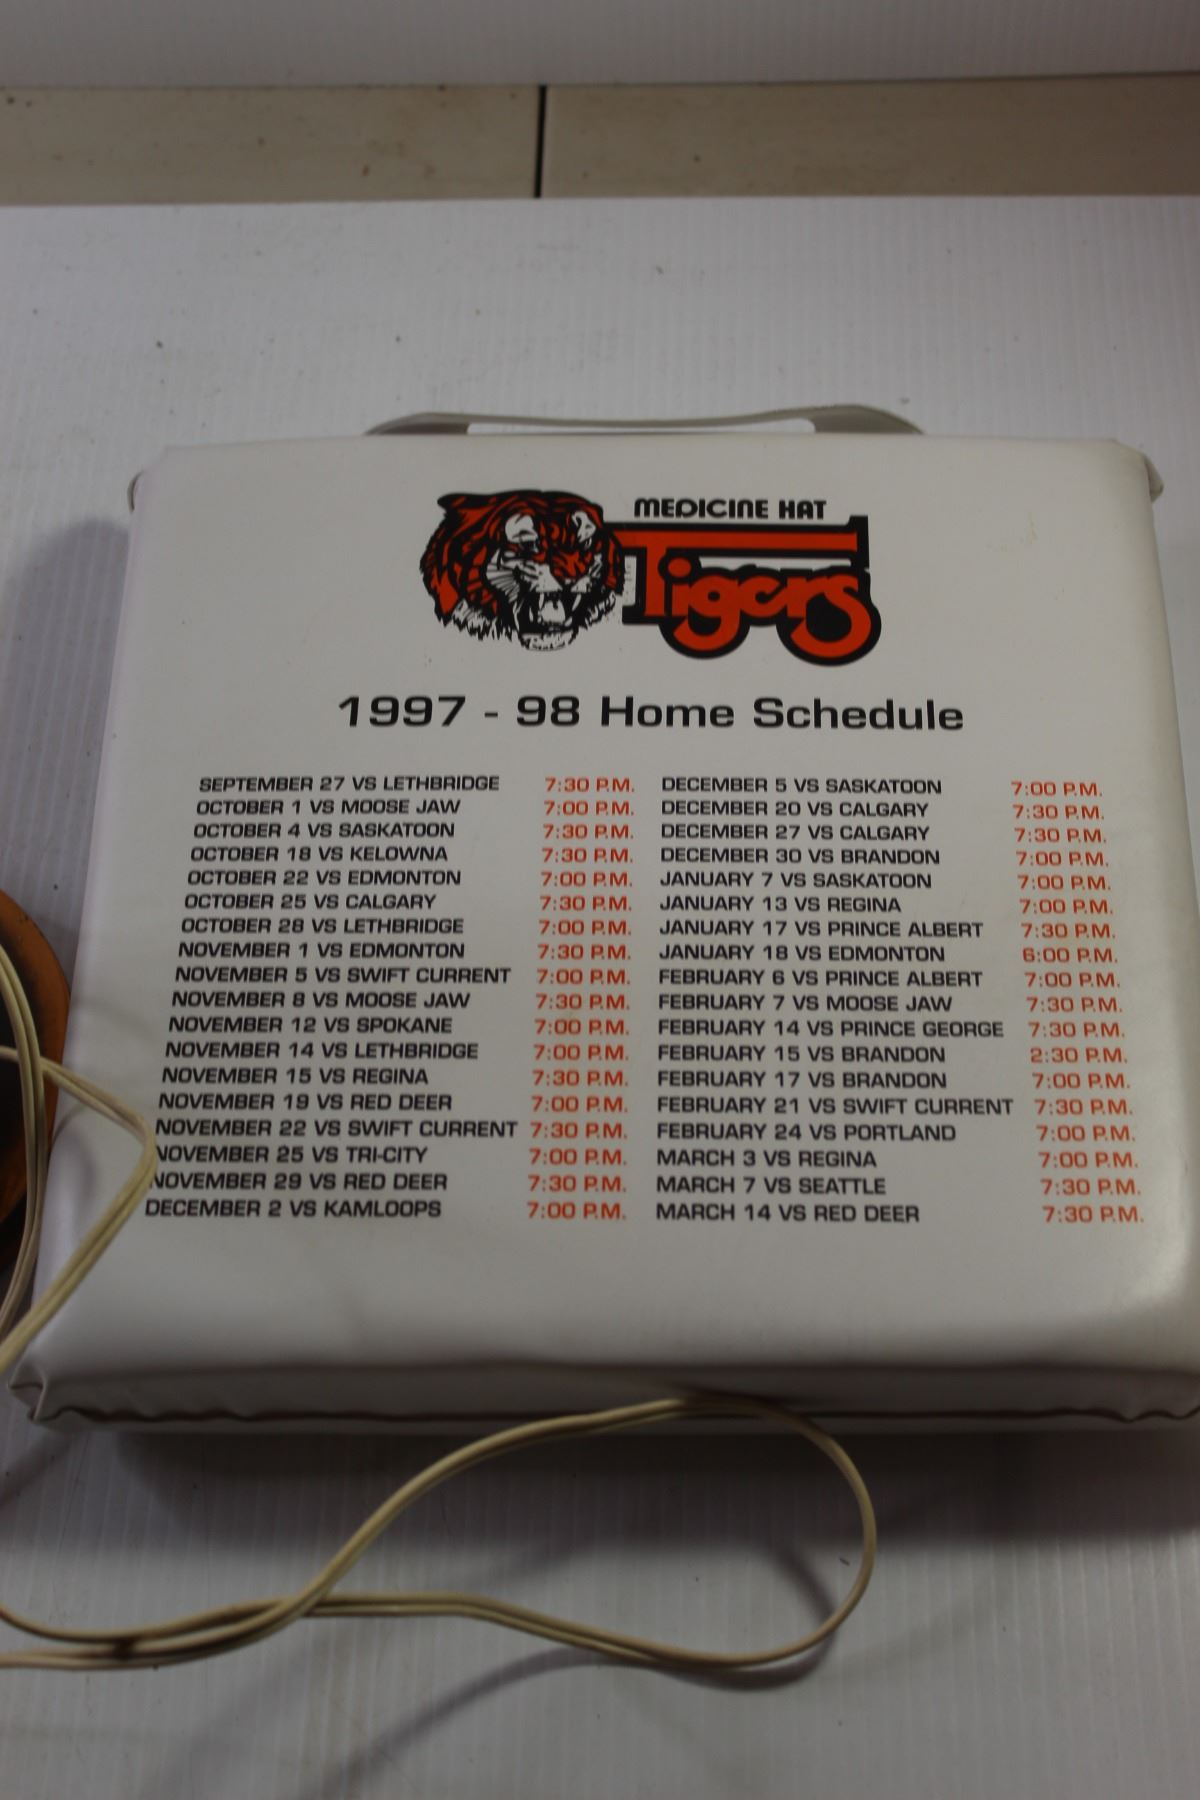 MEDICINE HAT
Tigers
1997 - 98 Home Schedule
SEPTEMBER 27 VS LETHBRIDGE 7:30 P.M.
OCTOBER 1 VS MOOSE JAW 7:00 P.M.
OCTOBER 4 VS SASKATOON 7:30 P.M.
OCTOBER 18 VS KELOWNA 7:30 P.M.
OCTOBER 22 VS EDMONTON 7:00 P.M.
OCTOBER 25 VS CALGARY 7:30 P.M.
OCTOBER 28 VS LETHBRIDGE 7:00 P.M.
NOVEMBER 1 VS EDMONTON 7:30 P.M.
NOVEMBER 5 VS SWIFT CURRENT 7:00 P.M.
NOVEMBER 8 VS MOOSE JAW 7:30 P.M.
NOVEMBER 12 VS SPOKANE 7:00 P.M.
NOVEMBER 14 VS LETHBRIDGE 7:00 P.M.
NOVEMBER 15 VS REGINA 7:30 P.M.
NOVEMBER 19 VS RED DEER 7:00 P.M.
NOVEMBER 22 VS SWIFT CURRENT 7:30 P.M.
NOVEMBER 25 VS TRI-CITY 7:00 P.M.
NOVEMBER 29 VS RED DEER 7:30 P.M.
DECEMBER 2 VS KAMLOOPS 7:00 P.M.
DECEMBER 5 VS SASKATOON 7:00 P.M.
DECEMBER 20 VS CALGARY 7:30 P.M.
DECEMBER 27 VS CALGARY 7:30 P.M.
DECEMBER 30 VS BRANDON 7:00 P.M.
JANUARY 7 VS SASKATOON 7:00 P.M.
JANUARY 13 VS REGINA 7:00 P.M.
JANUARY 17 VS PRINCE ALBERT 7:30 P.M.
JANUARY 18 VS EDMONTON 6:00 P.M.
FEBRUARY 6 VS PRINCE ALBERT 7:00 P.M.
FEBRUARY 7 VS MOOSE JAW 7:30 P.M.
FEBRUARY 14 VS PRINCE GEORGE 7:30 P.M.
FEBRUARY 15 VS BRANDON 2:30 P.M.
FEBRUARY 17 VS BRANDON 7:00 P.M.
FEBRUARY 21 VS SWIFT CURRENT 7:30 P.M.
FEBRUARY 24 VS PORTLAND 7:00 P.M.
MARCH 3 VS REGINA 7:00 P.M.
MARCH 7 VS SEATTLE 7:30 P.M.
MARCH 14 VS RED DEER 7:30 P.M.